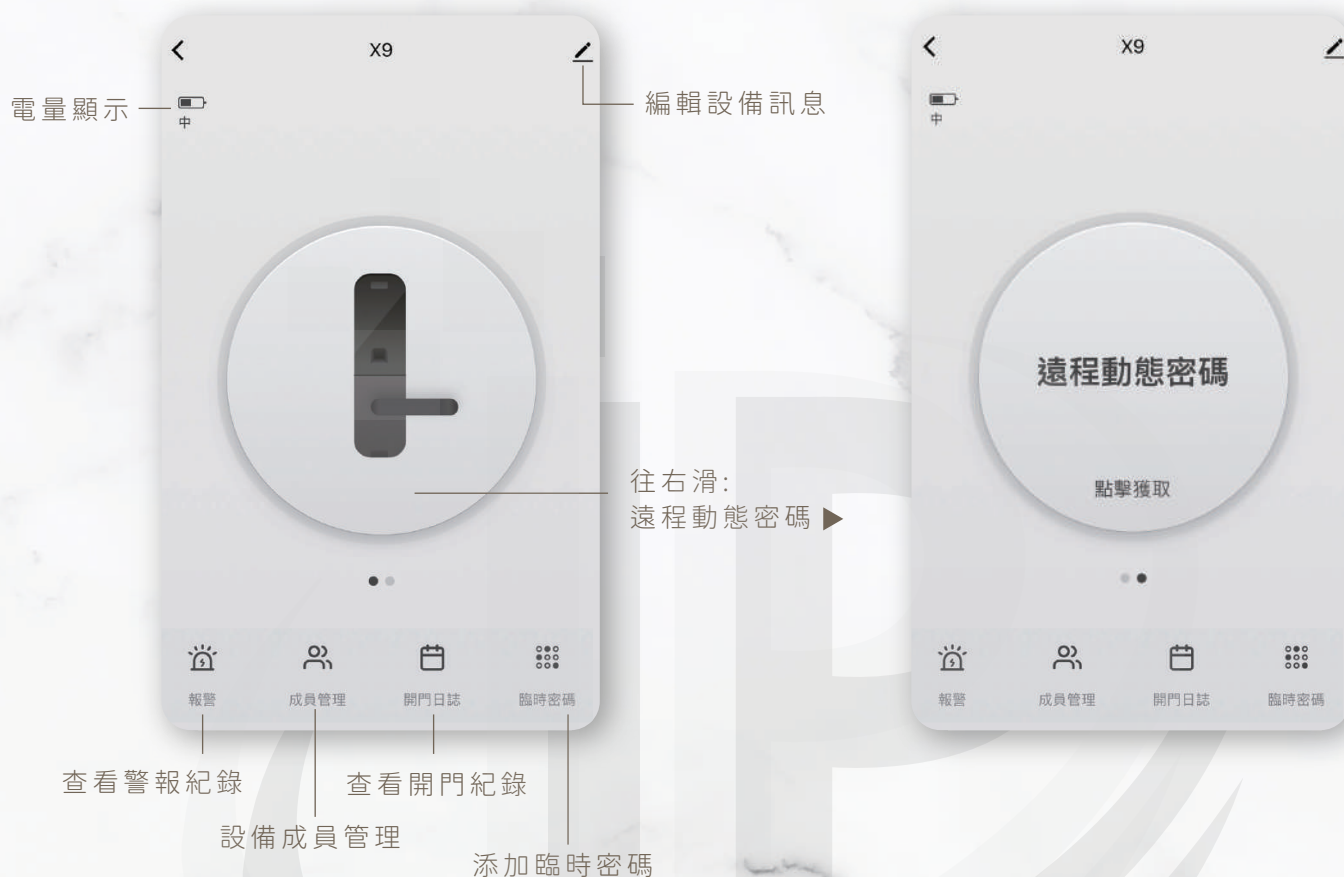 X9
電量顯示
中
編輯設備訊息
往右滑:
遠程動態密碼 ▶
報警
成員管理
開門日誌
臨時密碼
查看警報紀錄
查看開門紀錄
設備成員管理
添加臨時密碼
X9
中
遠程動態密碼
點擊獲取
報警
成員管理
開門日誌
臨時密碼